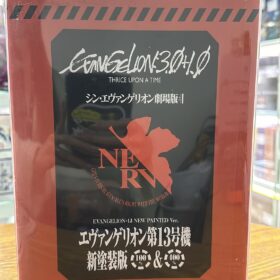 EVANGELION:3.0+1.0
THRICE UPON A TIME
シン・エヴァンゲリオン劇場版:||
NERV
EVANGELION-13 NEW PAINTED Ver.
エヴァンゲリオン第13号機
新塗装版 100% & 400%